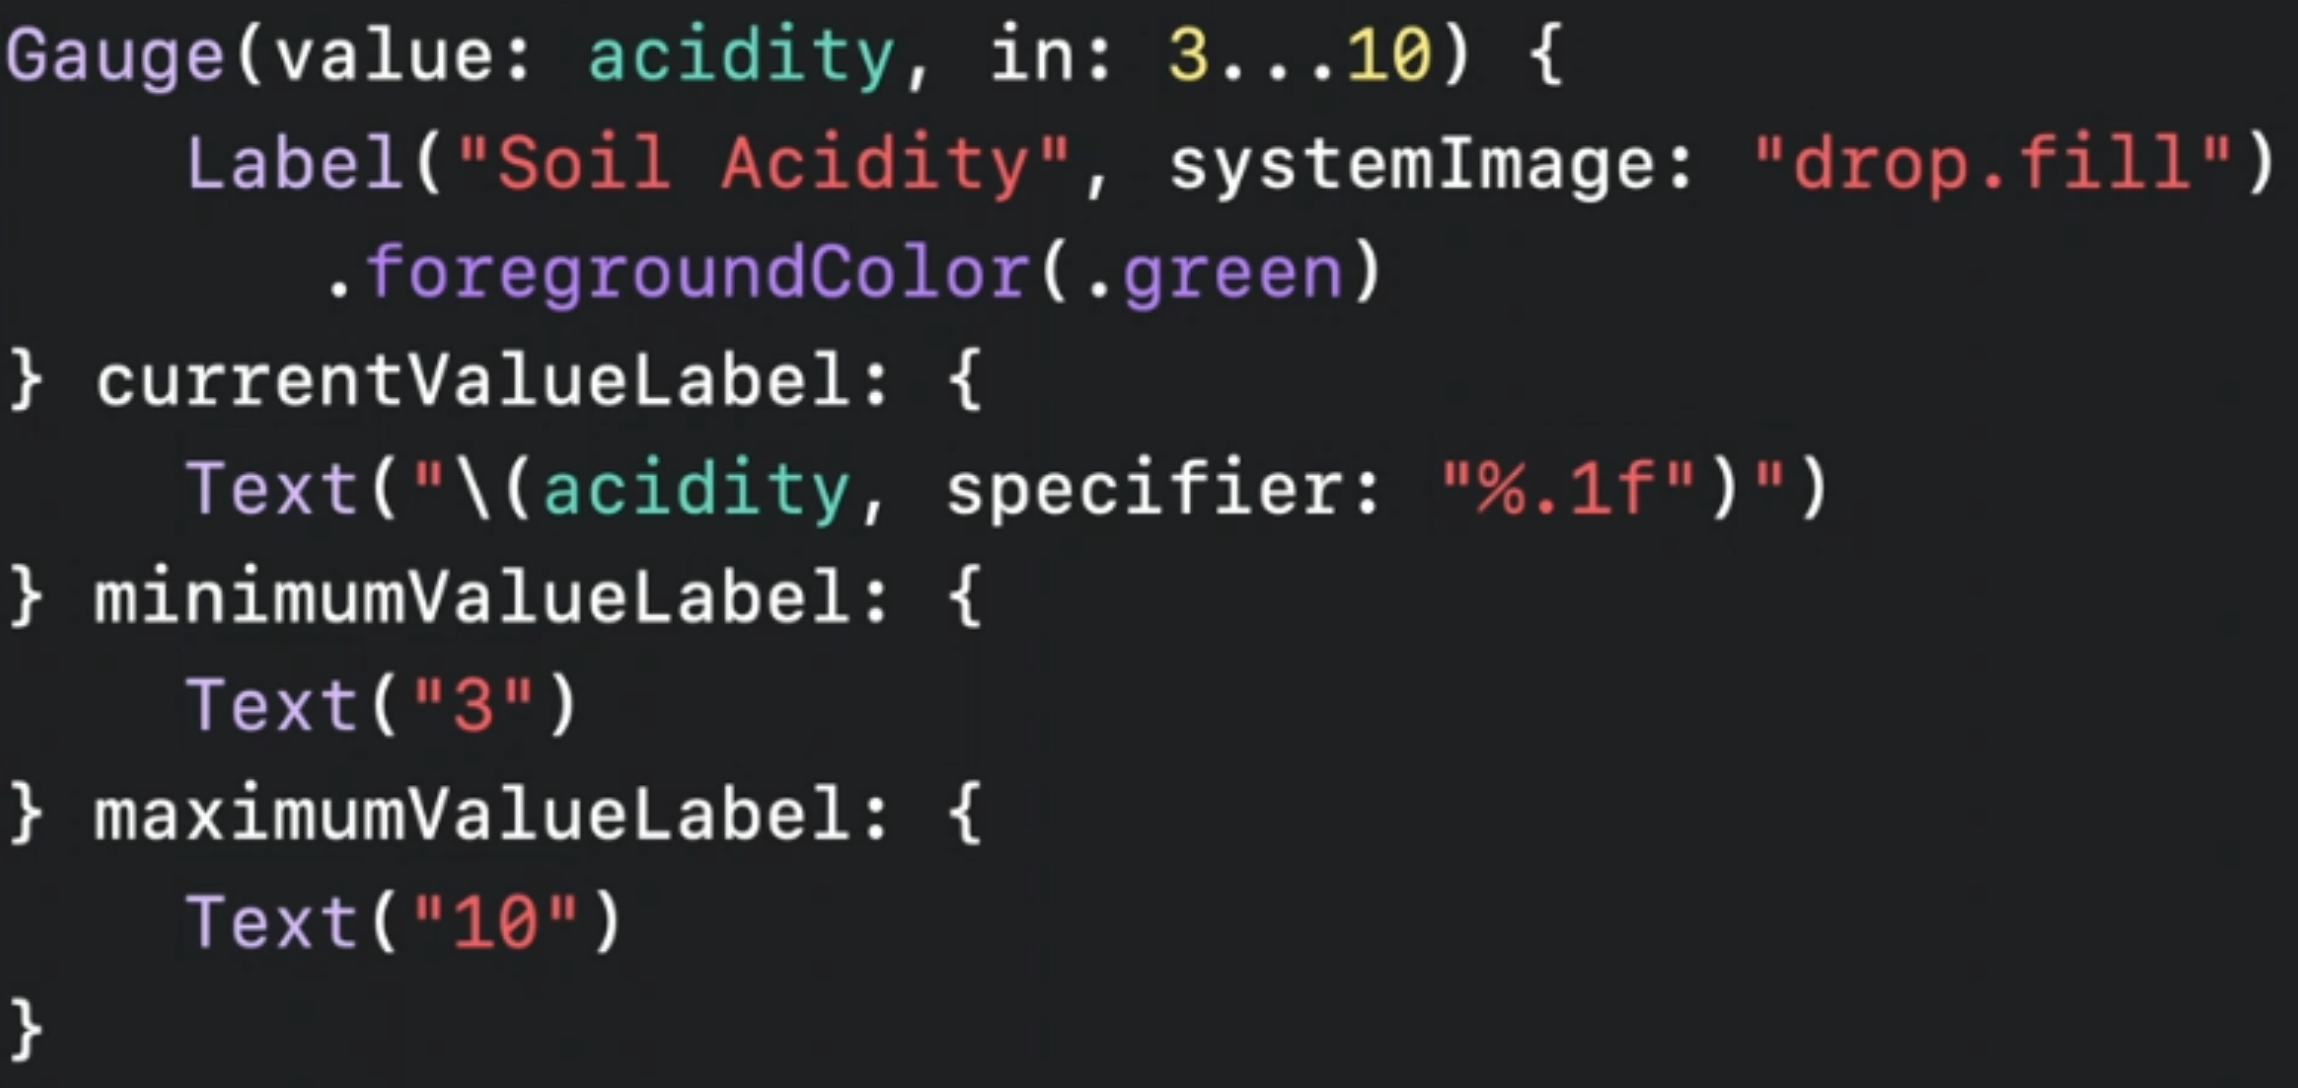 Gauge(value: acidity, in: 3...10) {
    Label("Soil Acidity", systemImage: "drop.fill")
       .foregroundColor(.green)
} currentValueLabel: {
    Text("\(acidity, specifier: "%.1f")")
} minimumValueLabel: {
    Text("3")
} maximumValueLabel: {
    Text("10")
}